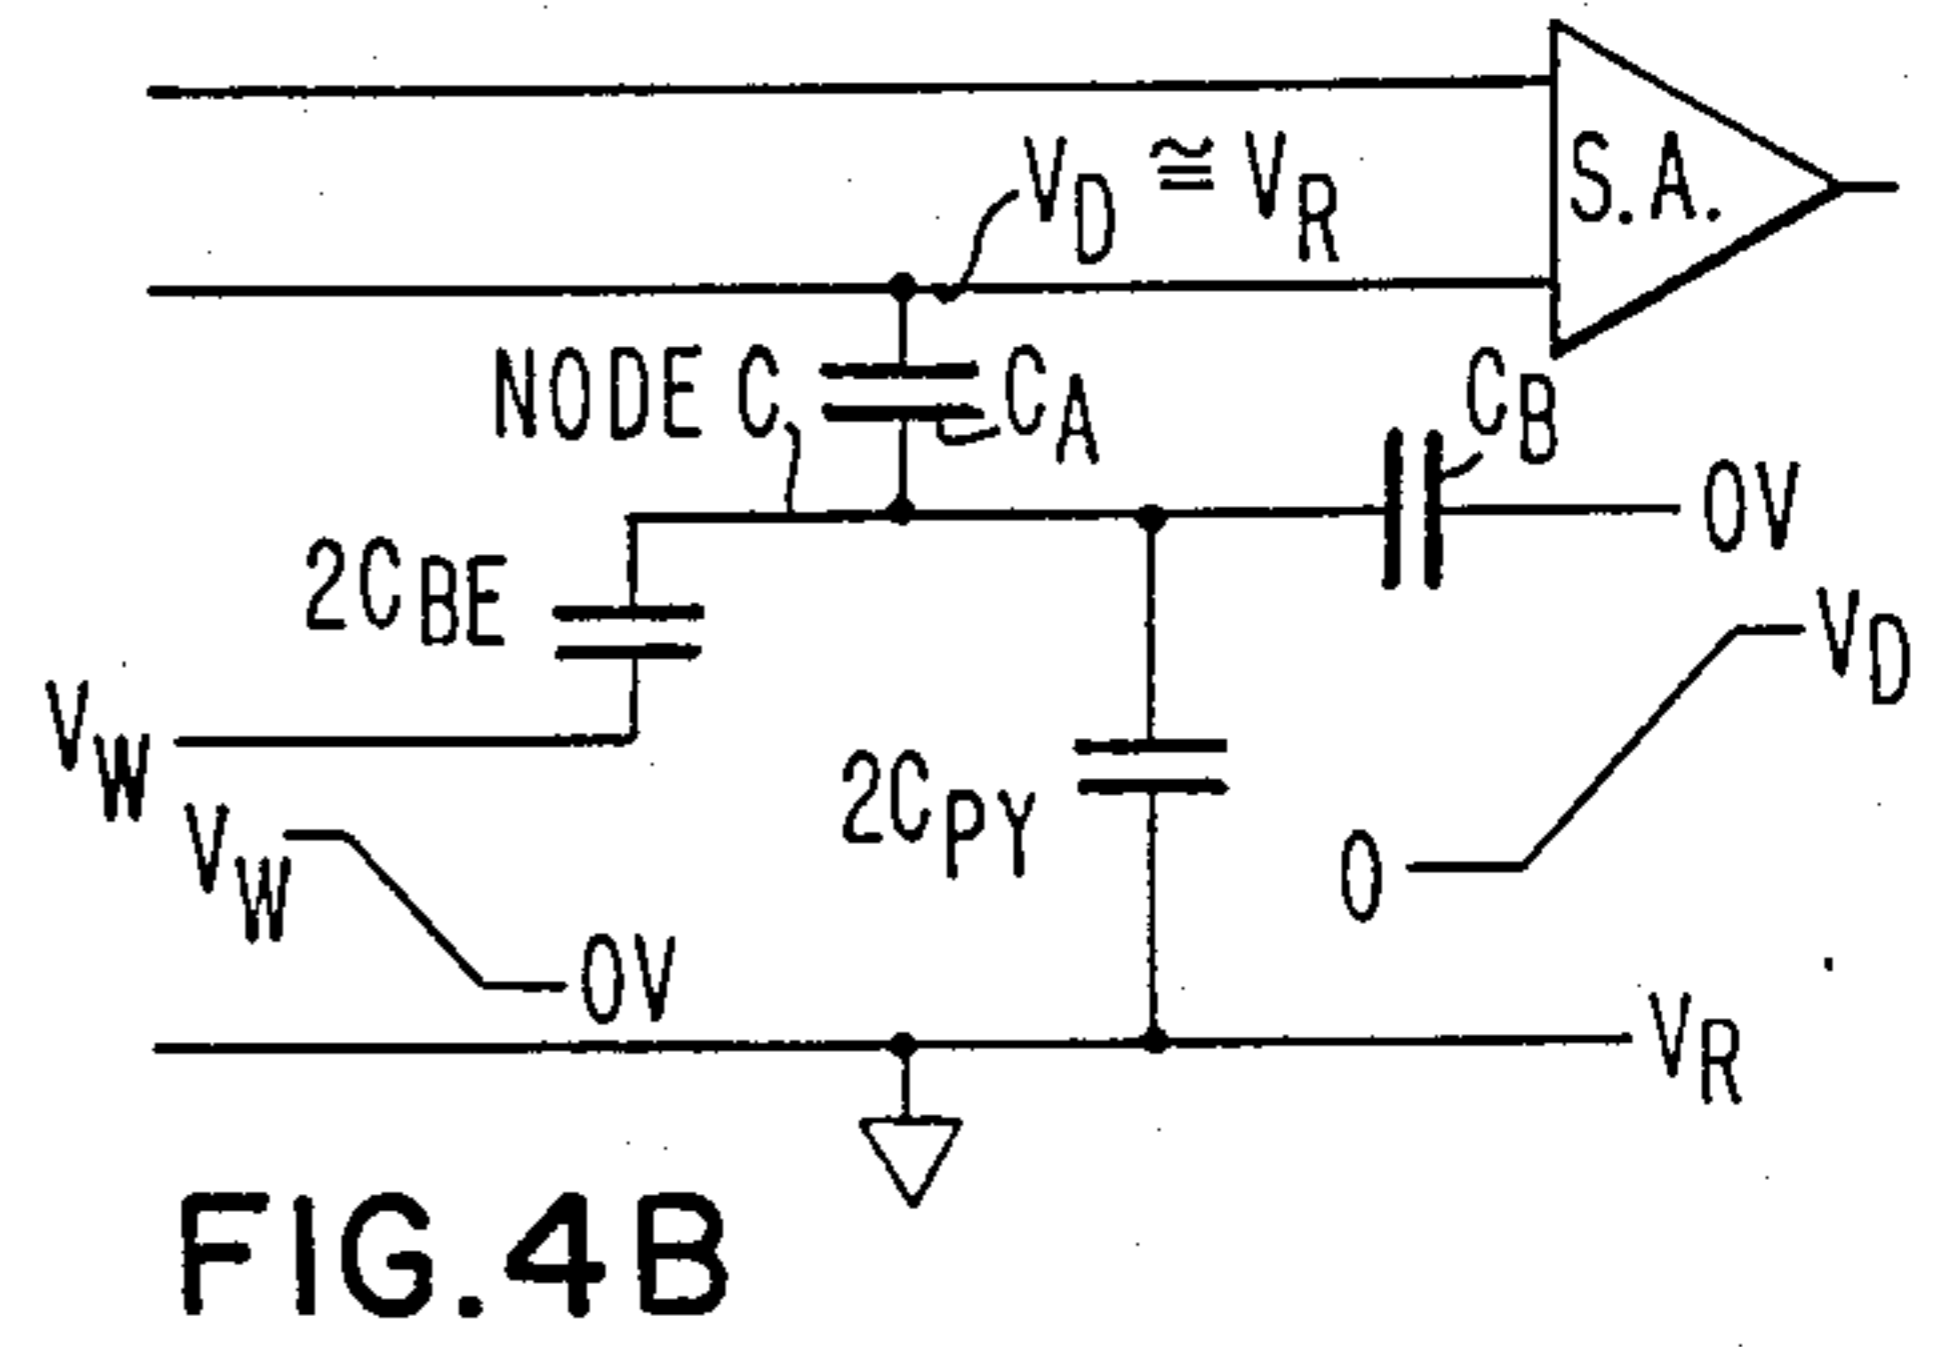 V_D ≅ V_R
S.A.
NODE C
C_A
C_B
0V
2C_BE
V_D
V_W
2C_PY
V_W
0
0V
V_R
FIG.4B